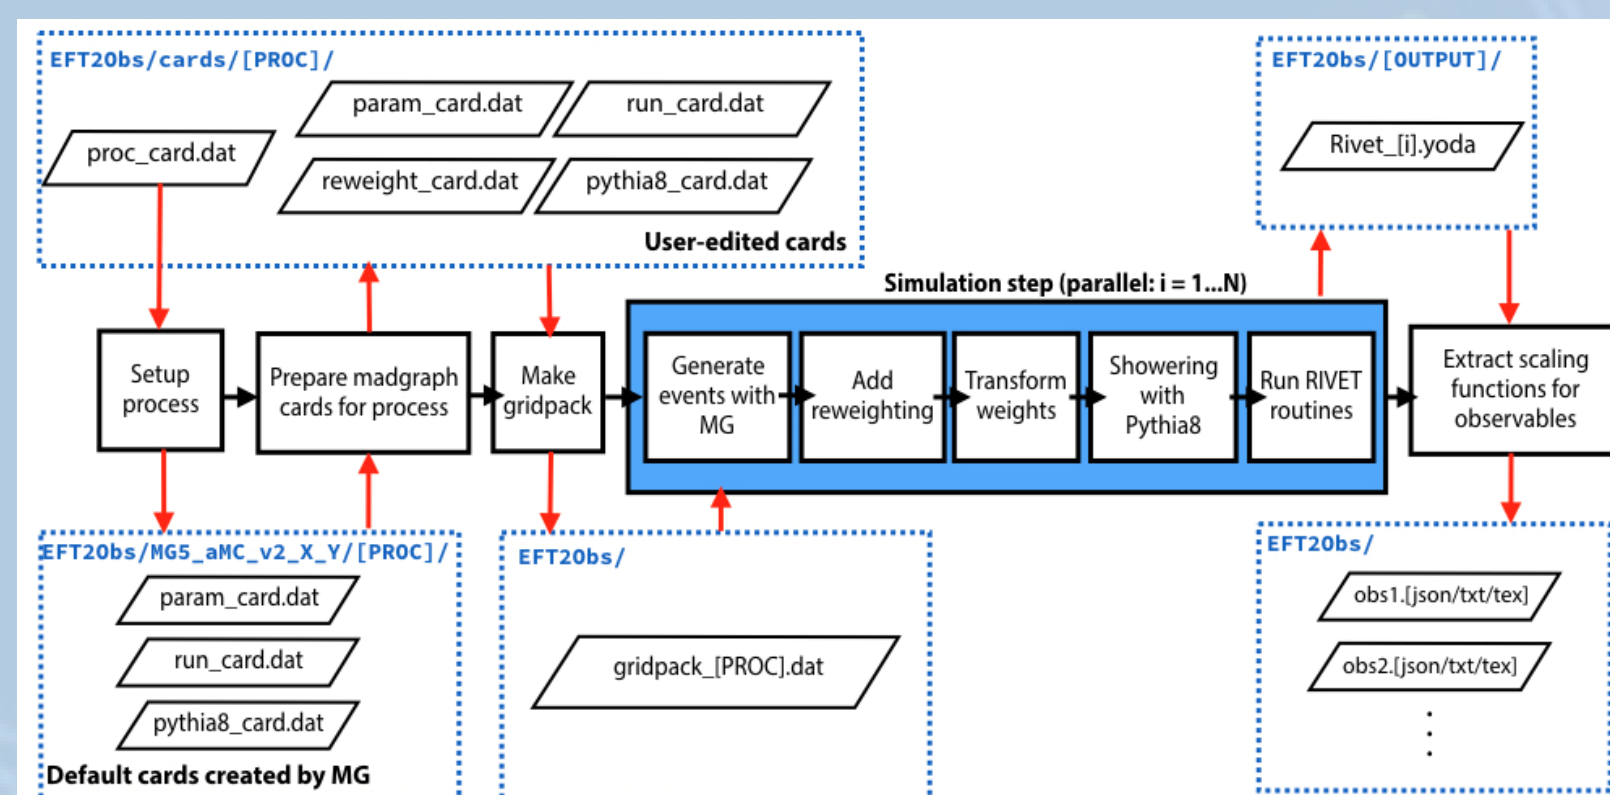 EFT2Obs/cards/[PROC]/
param_card.dat
run_card.dat
proc_card.dat
reweight_card.dat
pythia8_card.dat
User-edited cards
EFT2Obs/[OUTPUT]/
Rivet_[i].yoda
Simulation step (parallel: i = 1...N)
Setup
process
Prepare madgraph
cards for process
Make
gridpack
Generate
events with
MG
Add
reweighting
Transform
weights
Showering
with
Pythia8
Run RIVET
routines
Extract scaling
functions for
observables
EFT2Obs/MG5_aMC_v2_X_Y/[PROC]/
param_card.dat
run_card.dat
pythia8_card.dat
Default cards created by MG
EFT2Obs/
gridpack_[PROC].dat
EFT2Obs/
obs1.[json/txt/tex]
obs2.[json/txt/tex]